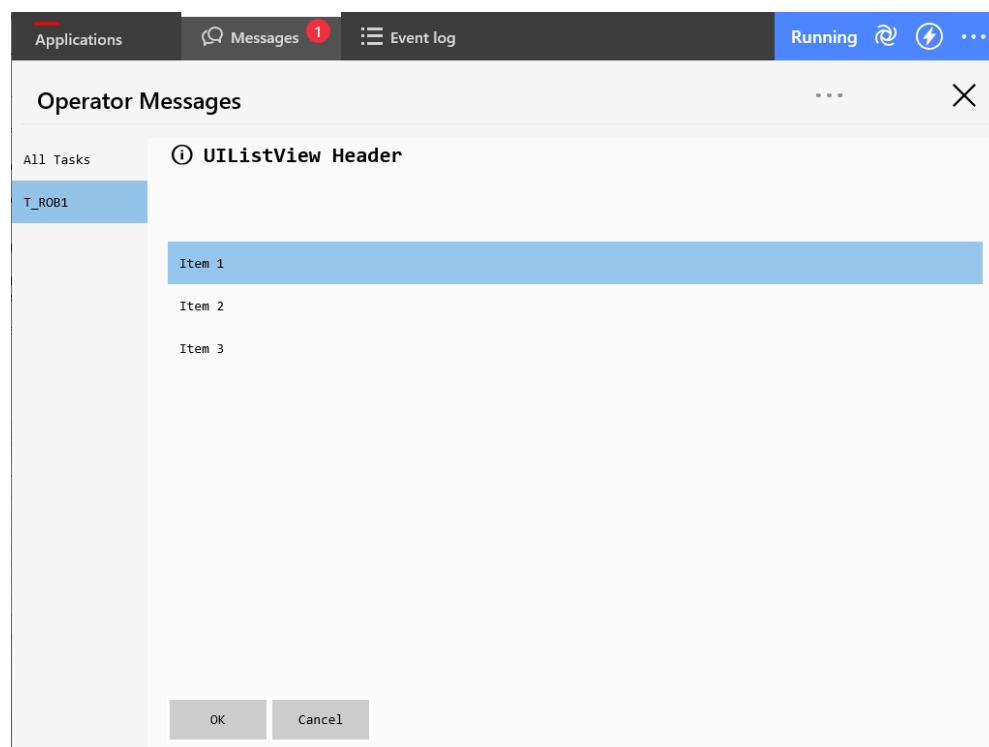 Applications Messages 1 Event log Running ...
Operator Messages ...
All Tasks
T_ROB1
UIListView Header
Item 1
Item 2
Item 3
OK Cancel